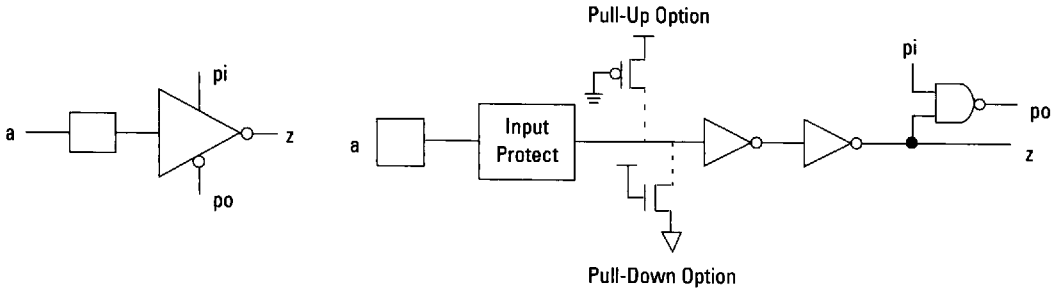 Pull-Up Option
pi
a
z
po
a
Input
Protect
pi
po
z
Pull-Down Option